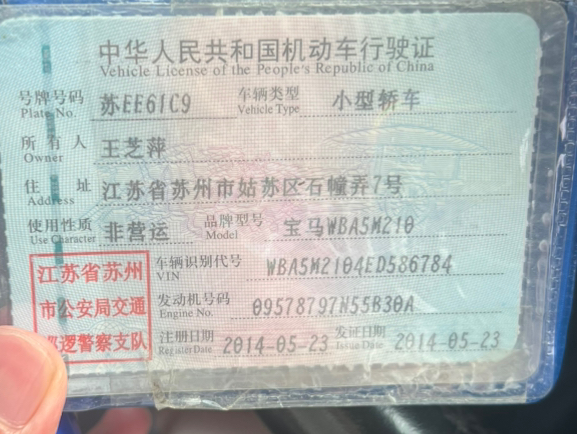 中华人民共和国机动车行驶证
Vehicle License of the People's Republic of China
号牌号码 苏EE61C9 车辆类型 小型轿车
Plate No. Vehicle Type
所有人 王芝萍
Owner
住址 江苏省苏州市姑苏区石幢弄7号
Address
使用性质 非营运 品牌型号 宝马WBA5M210
Use Character Model
江苏省苏州 车辆识别代号 WBA5M2104ED586784
VIN
市公安局交通 发动机号码 09578797N55B30A
Engine No.
巡逻警察支队 注册日期 2014-05-23 发证日期 2014-05-23
Register Date Issue Date